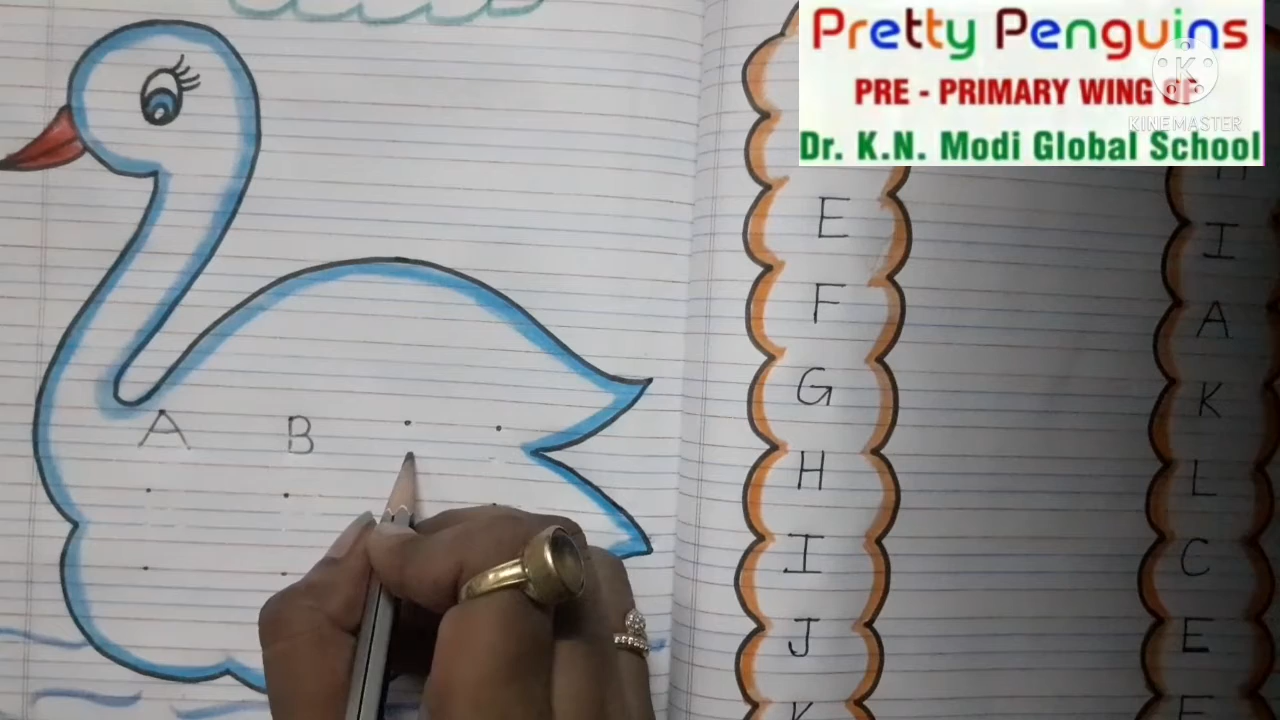 Pretty Penguins
PRE - PRIMARY WING OF
Dr. K.N. Modi Global School
K
KINEMASTER
A B
E
F
G
H
I
J
K
I
A
K
L
C
E